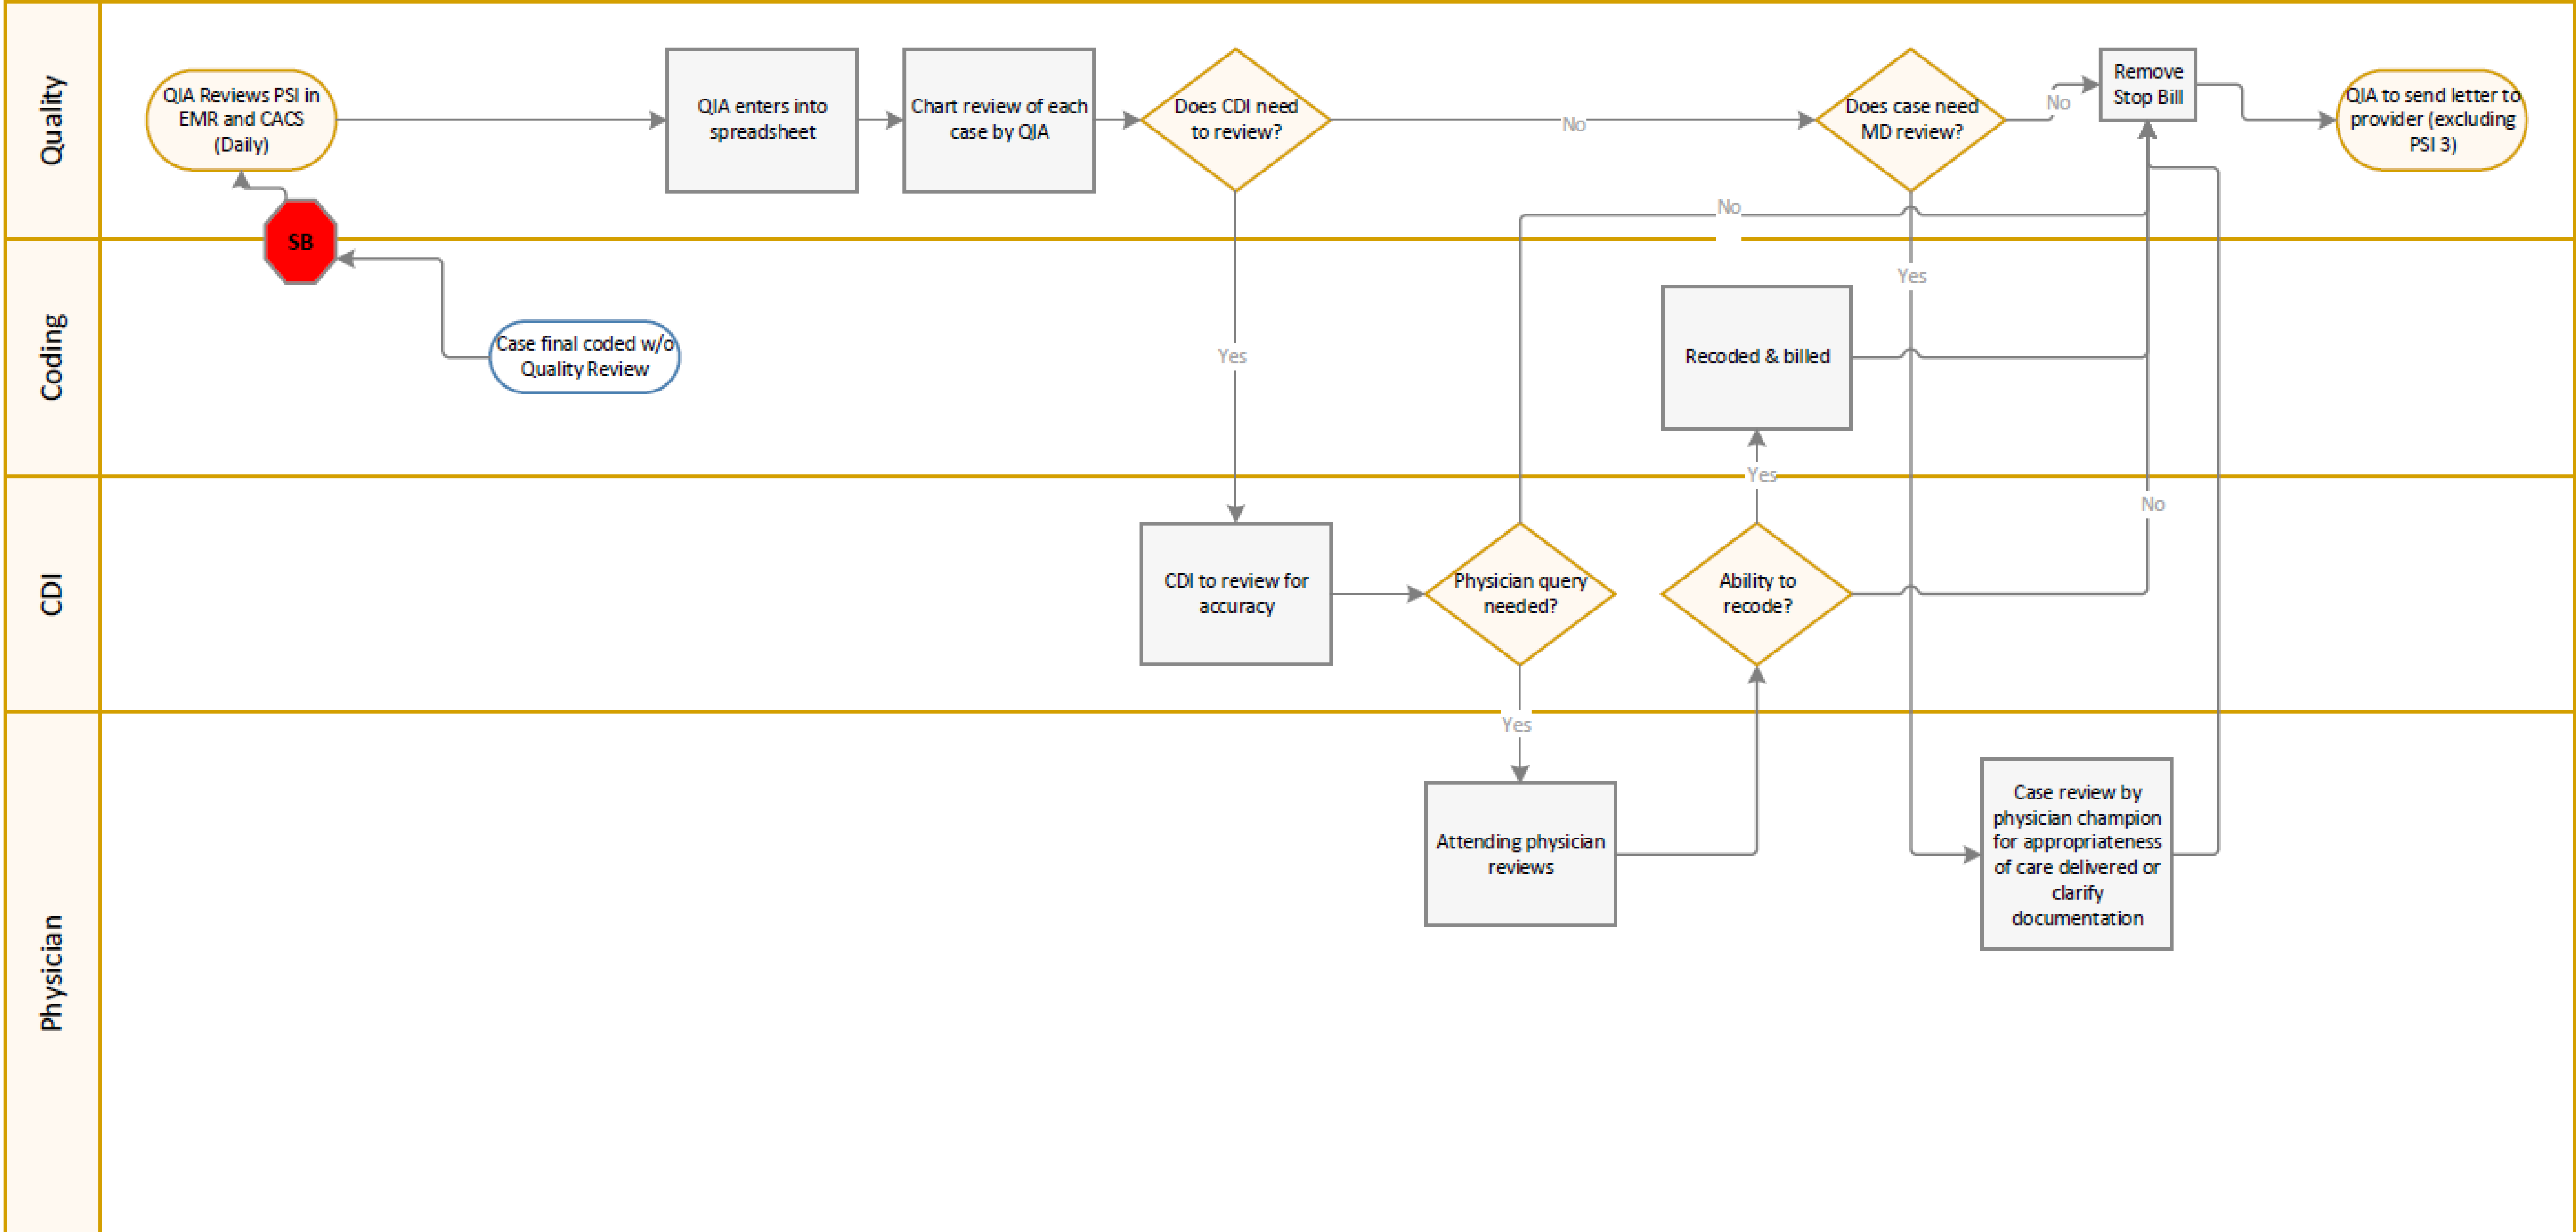 Quality
QIA Reviews PSI in
EMR and CACS
(Daily)
QIA enters into
spreadsheet
Chart review of each
case by QIA
Does CDI need
to review?
No
Does case need
MD review?
No
Remove
Stop Bill
QIA to send letter to
provider (excluding
PSI 3)
SB
No
Coding
Case final coded w/o
Quality Review
Yes
Yes
Recoded & billed
Yes
CDI
CDI to review for
accuracy
Physician query
needed?
Ability to
recode?
No
Physician
Yes
Attending physician
reviews
Case review by
physician champion
for appropriateness
of care delivered or
clarify
documentation